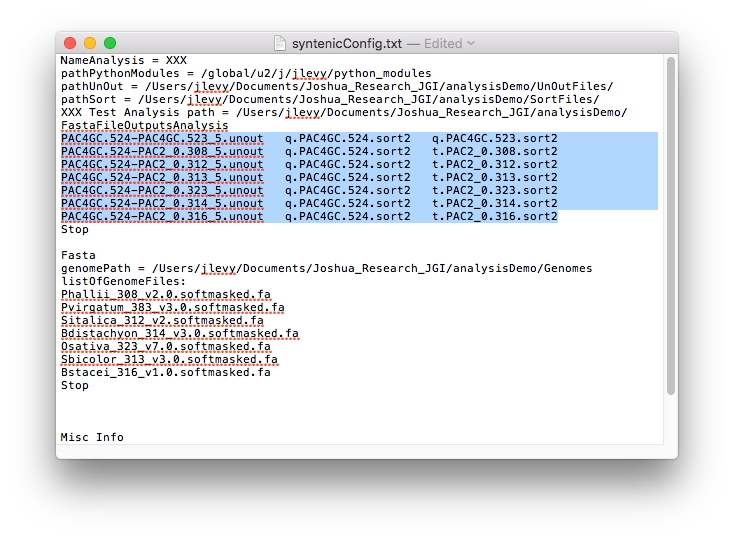 syntenicConfig.txt — Edited
NameAnalysis = XXX
pathPythonModules = /global/u2/j/jlevy/python_modules
pathUnOut = /Users/jlevy/Documents/Joshua_Research_JGI/analysisDemo/UnOutFiles/
pathSort = /Users/jlevy/Documents/Joshua_Research_JGI/analysisDemo/SortFiles/
XXX Test Analysis path = /Users/jlevy/Documents/Joshua_Research_JGI/analysisDemo/
FastaFileOutputsAnalysis
PAC4GC.524-PAC4GC.523_5.unout q.PAC4GC.524.sort2 q.PAC4GC.523.sort2
PAC4GC.524-PAC2_0.308_5.unout q.PAC4GC.524.sort2 t.PAC2_0.308.sort2
PAC4GC.524-PAC2_0.312_5.unout q.PAC4GC.524.sort2 t.PAC2_0.312.sort2
PAC4GC.524-PAC2_0.313_5.unout q.PAC4GC.524.sort2 t.PAC2_0.313.sort2
PAC4GC.524-PAC2_0.323_5.unout q.PAC4GC.524.sort2 t.PAC2_0.323.sort2
PAC4GC.524-PAC2_0.314_5.unout q.PAC4GC.524.sort2 t.PAC2_0.314.sort2
PAC4GC.524-PAC2_0.316_5.unout q.PAC4GC.524.sort2 t.PAC2_0.316.sort2
Stop
Fasta
genomePath = /Users/jlevy/Documents/Joshua_Research_JGI/analysisDemo/Genomes
listOfGenomeFiles:
Phallii_308_v2.0.softmasked.fa
Pvirgatum_383_v3.0.softmasked.fa
Sitalica_312_v2.softmasked.fa
Bdistachyon_314_v3.0.softmasked.fa
Osativa_323_v7.0.softmasked.fa
Sbicolor_313_v3.0.softmasked.fa
Bstacei_316_v1.0.softmasked.fa
Stop
Misc Info